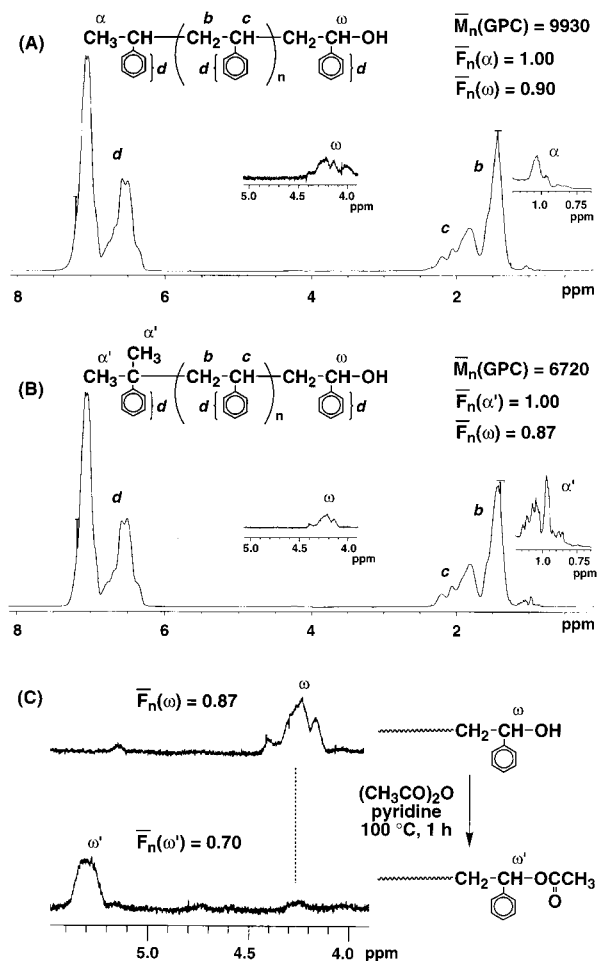 (A)
α b c ω
CH₃-CH CH₂-CH CH₂-CH-OH
d d n d
M̅n(GPC) = 9930
F̅n(α) = 1.00
F̅n(ω) = 0.90
d
ω
5.0 4.5 4.0
ppm
b
c
α
1.0 0.75
ppm
8 6 4 2 ppm
(B)
α'
CH₃
α' b c ω
CH₃-C CH₂-CH CH₂-CH-OH
d d n d
M̅n(GPC) = 6720
F̅n(α') = 1.00
F̅n(ω) = 0.87
d
ω
5.0 4.5 4.0
ppm
b
c
α'
1.0 0.75
ppm
8 6 4 2 ppm
(C)
F̅n(ω) = 0.87
ω
ω
CH₂-CH-OH
(CH₃CO)₂O
pyridine
100 °C, 1 h
ω'
F̅n(ω') = 0.70
ω'
CH₂-CH-OCCH₃
O
5.0 4.5 4.0 ppm